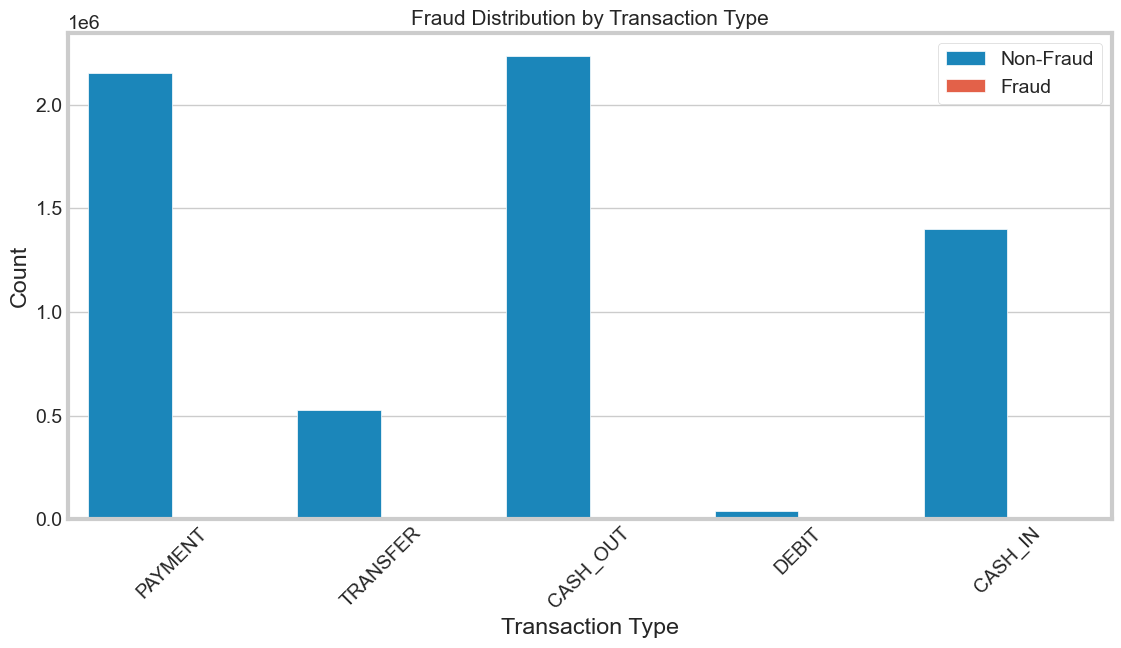 Fraud Distribution by Transaction Type
1e6
Non-Fraud
Fraud
2.0
1.5
1.0
0.5
0.0
Count
PAYMENT
TRANSFER
CASH_OUT
DEBIT
CASH_IN
Transaction Type